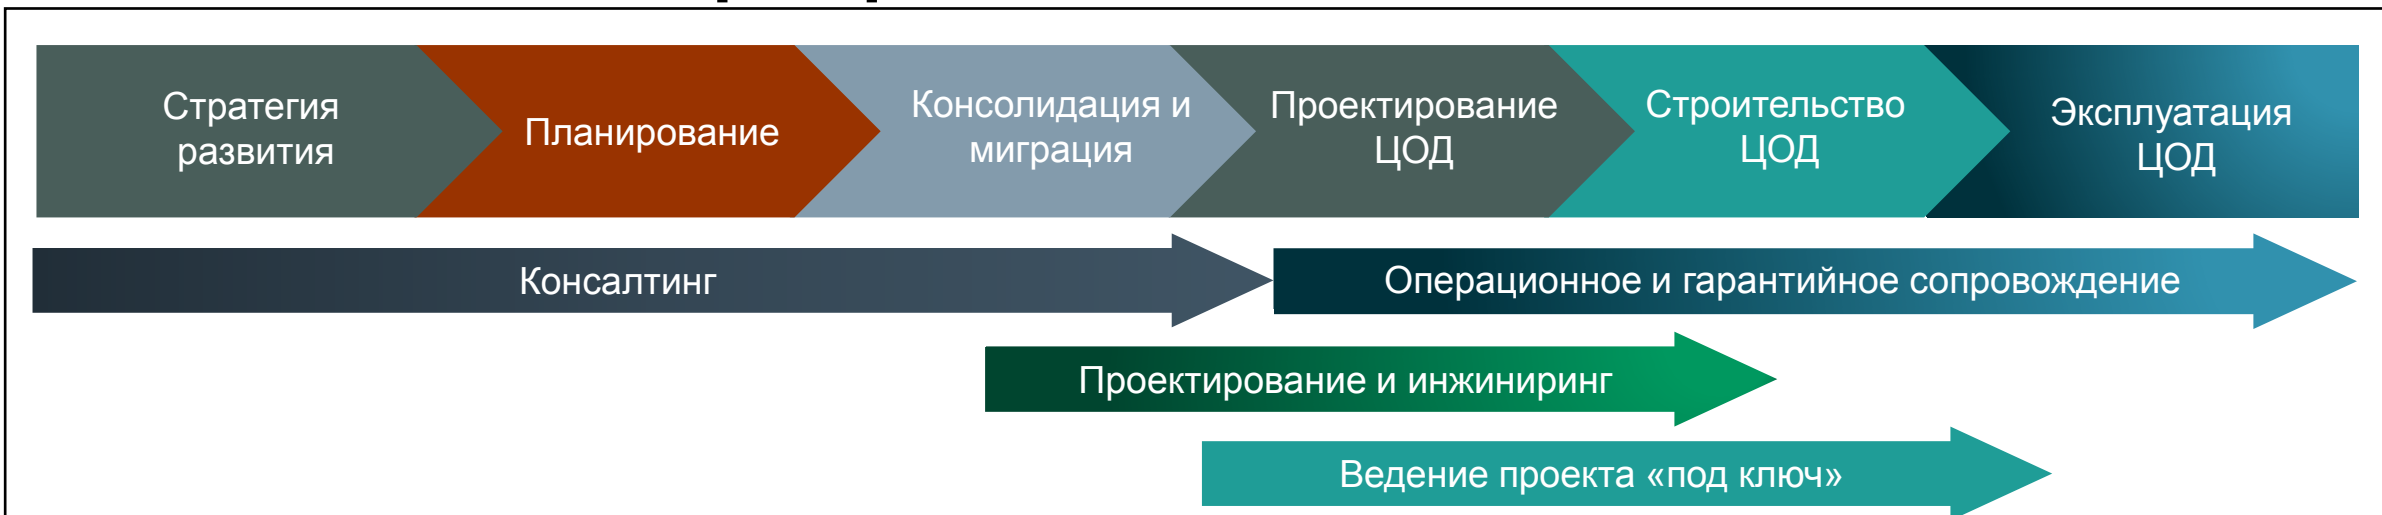 Стратегия
развития
Планирование
Консолидация и
миграция
Проектирование
ЦОД
Строительство
ЦОД
Эксплуатация
ЦОД
Консалтинг
Операционное и гарантийное сопровождение
Проектирование и инжиниринг
Ведение проекта «под ключ»